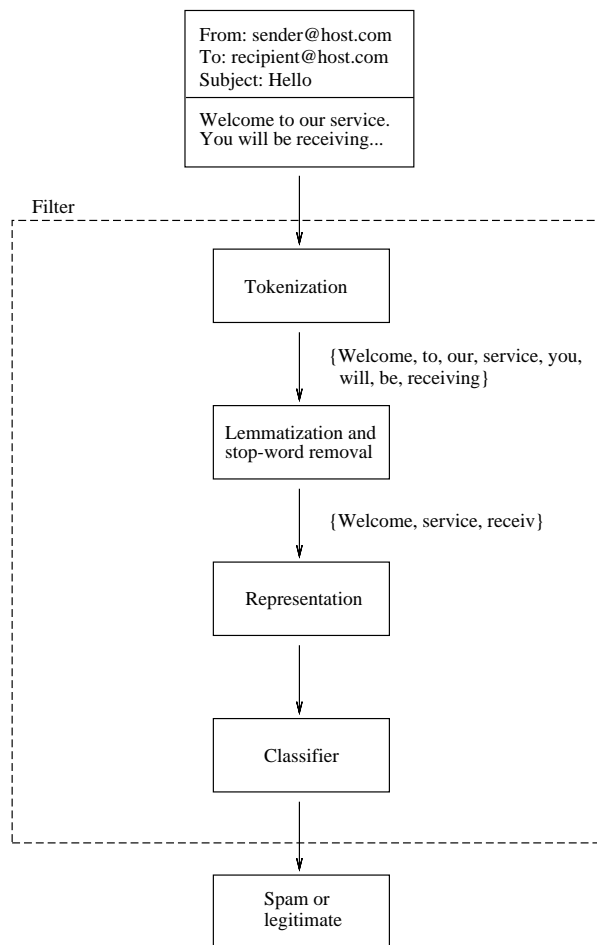 From: sender@host.com
To: recipient@host.com
Subject: Hello
Welcome to our service.
You will be receiving...
Filter
Tokenization
{Welcome, to, our, service, you,
will, be, receiving}
Lemmatization and
stop-word removal
{Welcome, service, receiv}
Representation
Classifier
Spam or
legitimate